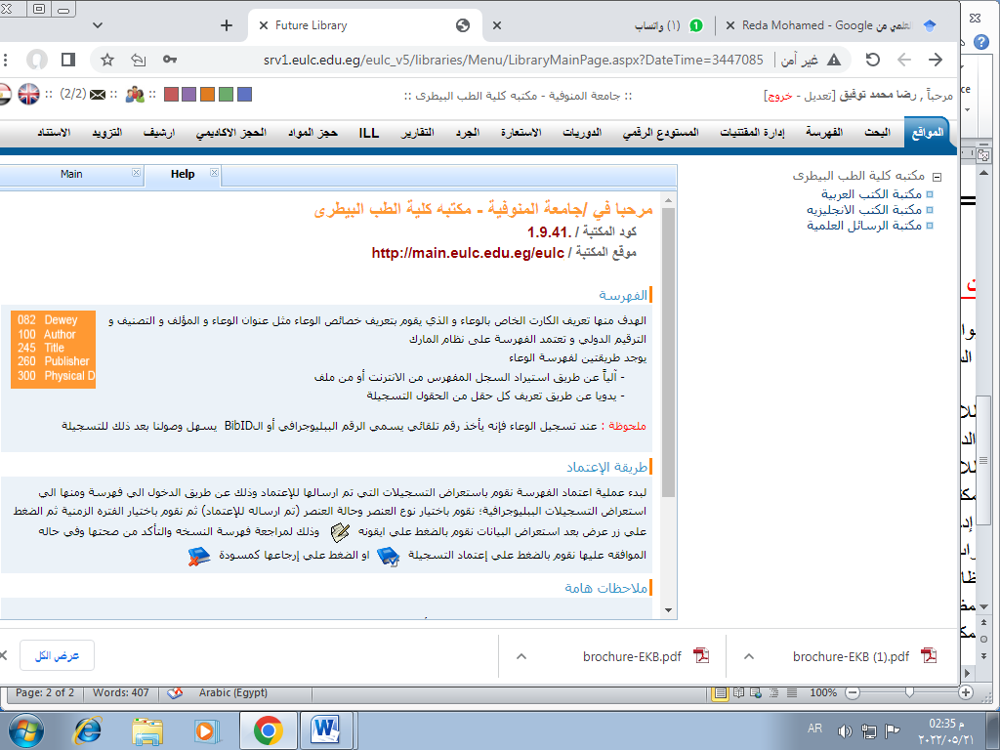 Future Library
(١) واتساب
1
Reda Mohamed - Google العلمي من
srv1.eulc.edu.eg/eulc_v5/libraries/Menu/LibraryMainPage.aspx?DateTime=3447085
غير آمن
مرحباً , رضا محمد توفيق [تعديل - خروج]
:: جامعة المنوفية - مكتبه كلية الطب البيطرى ::
:: (2/2) :: ::
المواقع
البحث
الفهرسة
إدارة المقتنيات
المستودع الرقمي
الدوريات
الاستعارة
الجرد
التقارير
ILL
حجز المواد
الحجز الاكاديمي
ارشيف
التزويد
الاستناد
Main
Help
مكتبه كلية الطب البيطرى
مكتبة الكتب العربية
مكتبة الكتب الانجليزيه
مكتبة الرسائل العلمية
مرحبا في /جامعة المنوفية - مكتبه كلية الطب البيطرى
كود المكتبة / .1.9.41
موقع المكتبة / http://main.eulc.edu.eg/eulc
الفهرسة
082 Dewey
100 Author
245 Title
260 Publisher
300 Physical D
الهدف منها تعريف الكارت الخاص بالوعاء و الذي يقوم بتعريف خصائص الوعاء مثل عنوان الوعاء و المؤلف و التصنيف و
الترقيم الدولي و تعتمد الفهرسة على نظام المارك
يوجد طريقتين لفهرسة الوعاء
- آلياً عن طريق استيراد السجل المفهرس من الانترنت أو من ملف
- يدويا عن طريق تعريف كل حقل من الحقول التسجيلة
ملحوظة : عند تسجيل الوعاء فإنه يأخذ رقم تلقائي يسمي الرقم الببليوجرافي أو الـBibID يسهل وصولنا بعد ذلك للتسجيلة
طريقة الإعتماد
لبدء عملية اعتماد الفهرسة نقوم باستعراض التسجيلات التي تم ارسالها للإعتماد وذلك عن طريق الدخول الي فهرسة ومنها الي
استعراض التسجيلات الببليوجرافية؛ نقوم باختيار نوع العنصر وحالة العنصر (تم ارساله للإعتماد) ثم نقوم باختيار الفترة الزمنية ثم الضغط
علي زر عرض بعد استعراض البيانات نقوم بالضغط علي ايقونه وذلك لمراجعة فهرسة النسخه والتأكد من صحتها وفي حاله
الموافقه عليها نقوم بالضغط علي إعتماد التسجيلة او الضغط علي إرجاعها كمسودة
ملاحظات هامة
brochure-EKB (1).pdf
brochure-EKB.pdf
عرض الكل
Page: 2 of 2
Words: 407
Arabic (Egypt)
100%
AR
02:35 م
٢٠٢٢/٠٥/٢١